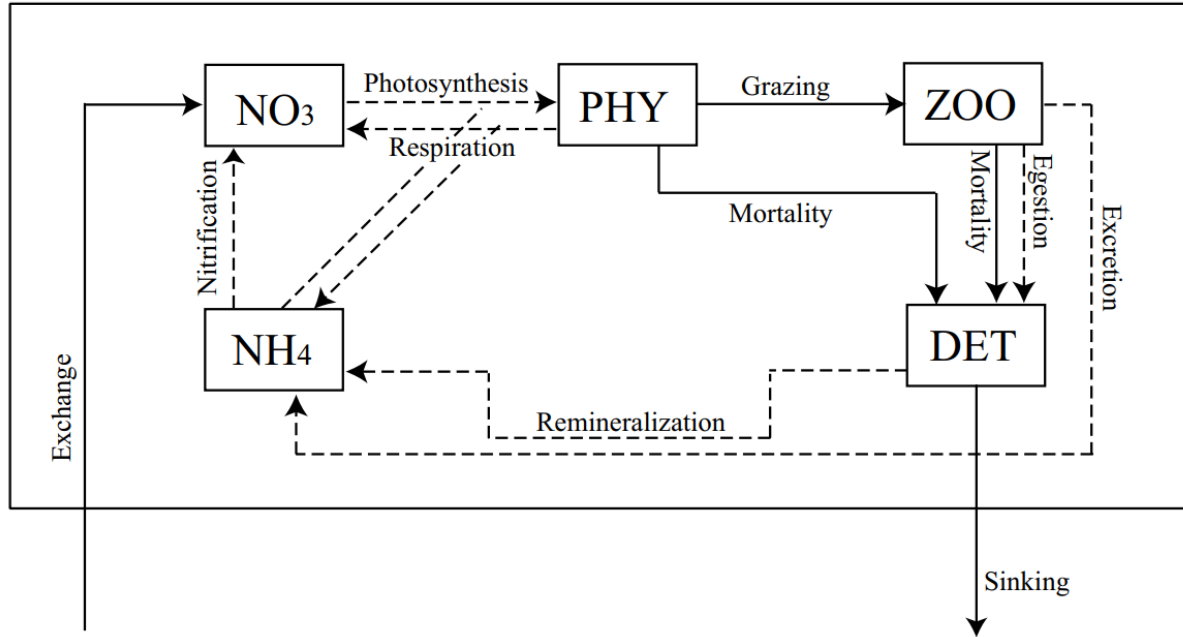 Photosynthesis
NO3
PHY
Grazing
ZOO
Respiration
Nitrification
Mortality
Mortality
Egestion
Excretion
NH4
DET
Exchange
Remineralization
Sinking